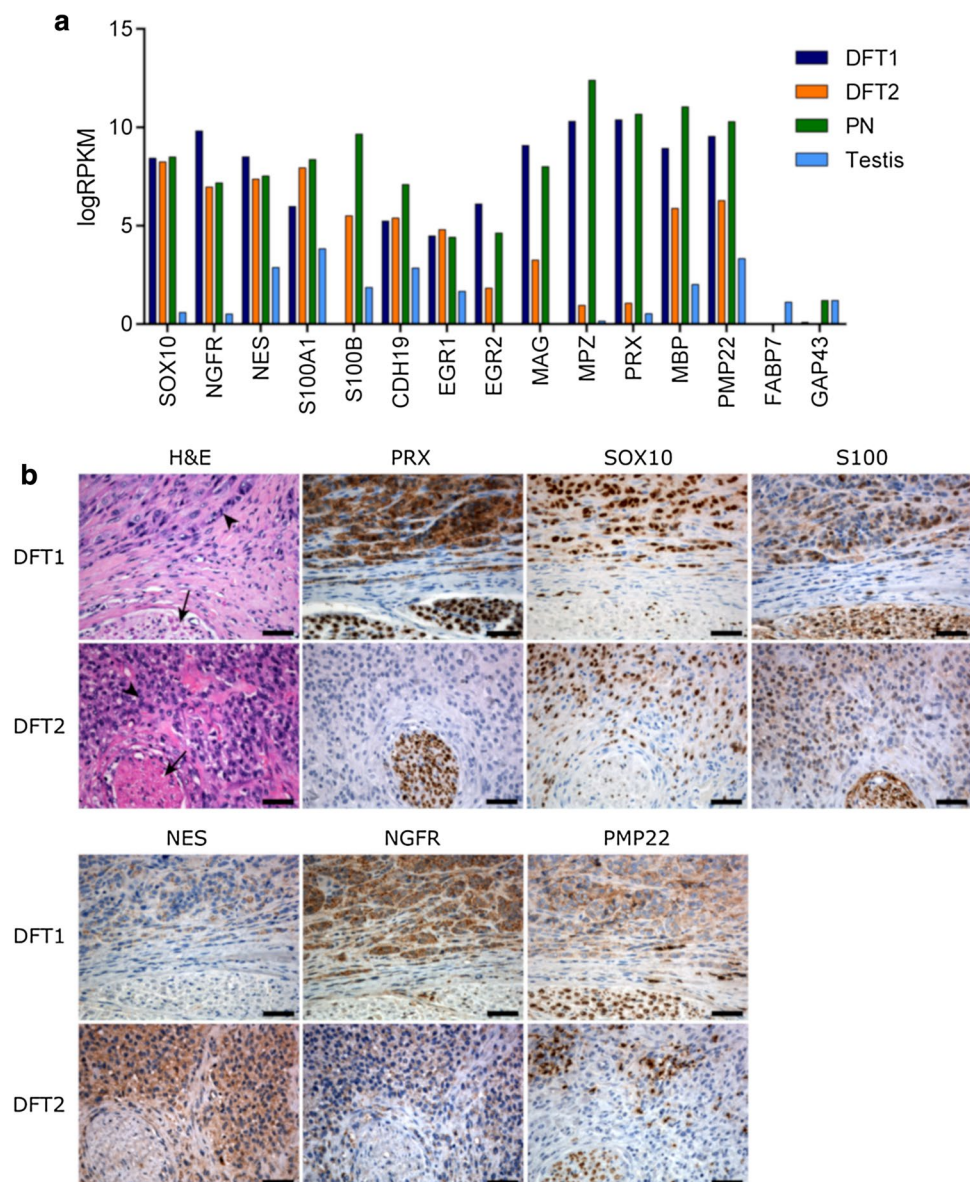 a
15
10
5
0
logRPKM
DFT1
DFT2
PN
Testis
SOX10
NGFR
NES
S100A1
S100B
CDH19
EGR1
EGR2
MAG
MPZ
PRX
MBP
PMP22
FABP7
GAP43
b
H&E PRX SOX10 S100
DFT1
DFT2
NES NGFR PMP22
DFT1
DFT2